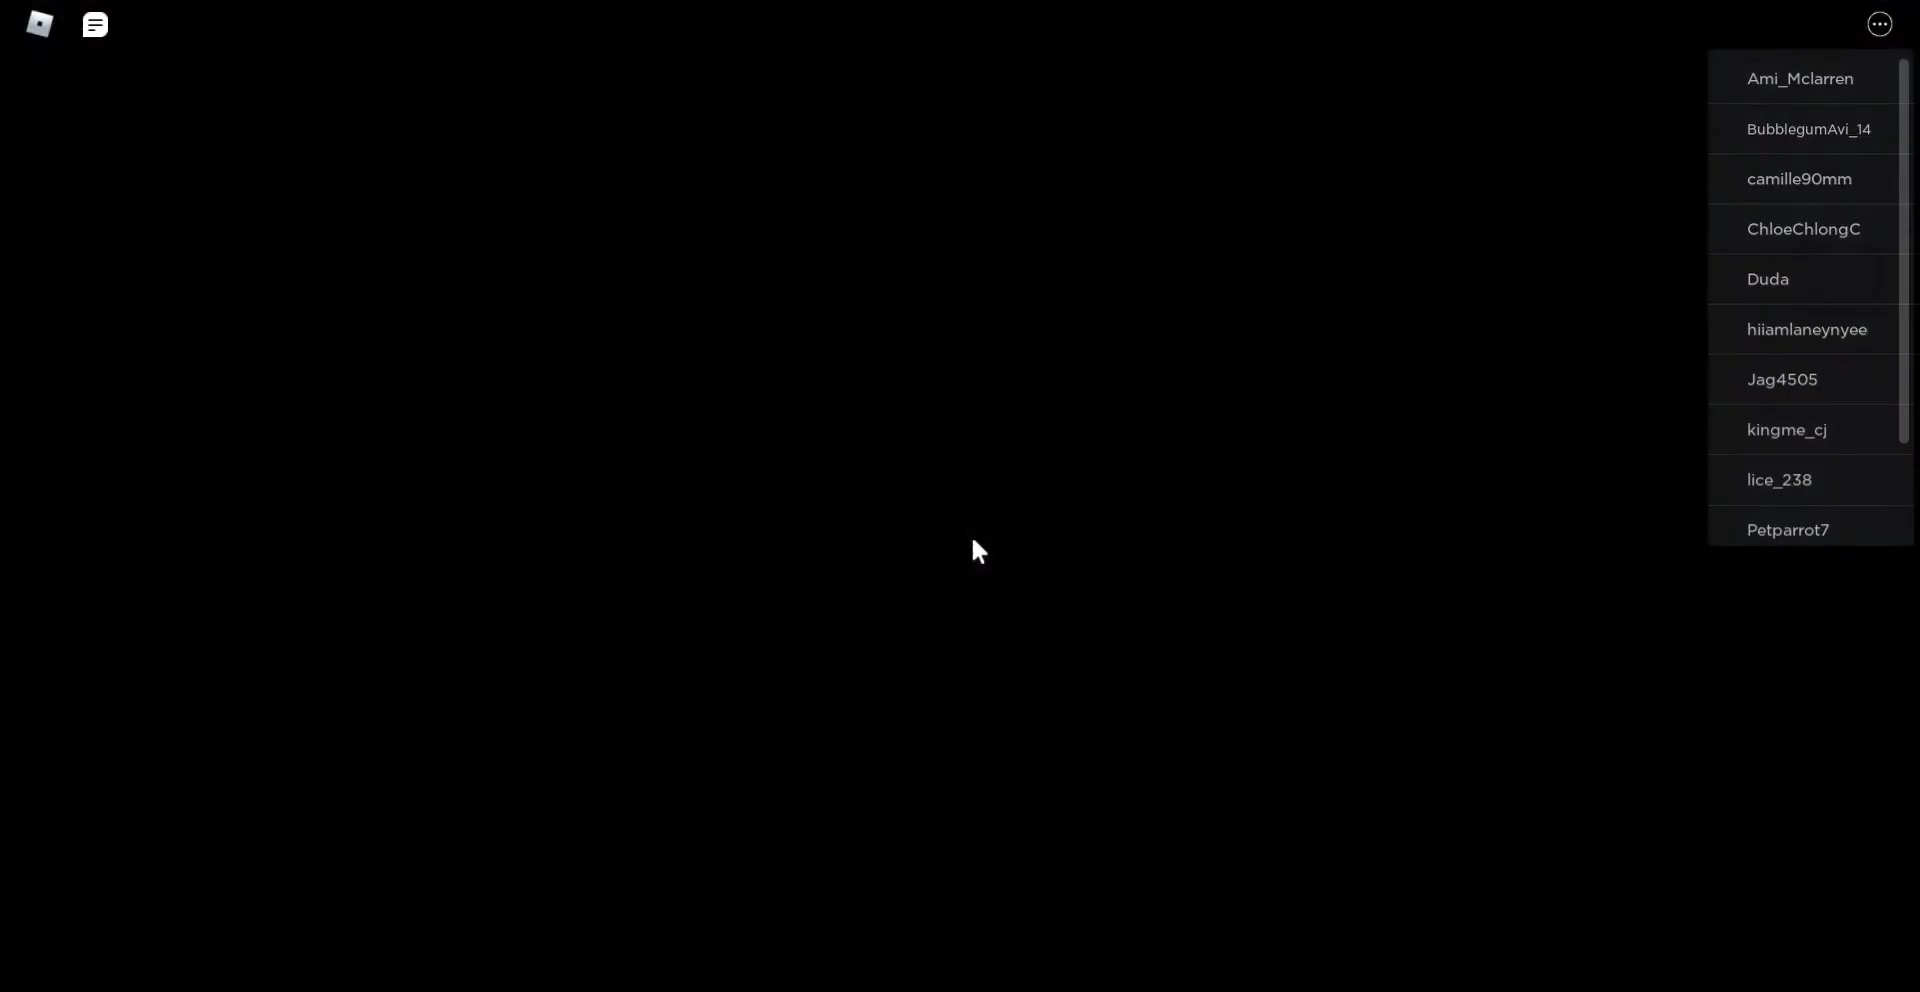 Ami_Mclarren
BubblegumAvi_14
camille90mm
ChloeChlongC
Duda
hiiamlaneynyee
Jag4505
kingme_cj
lice_238
Petparrot7